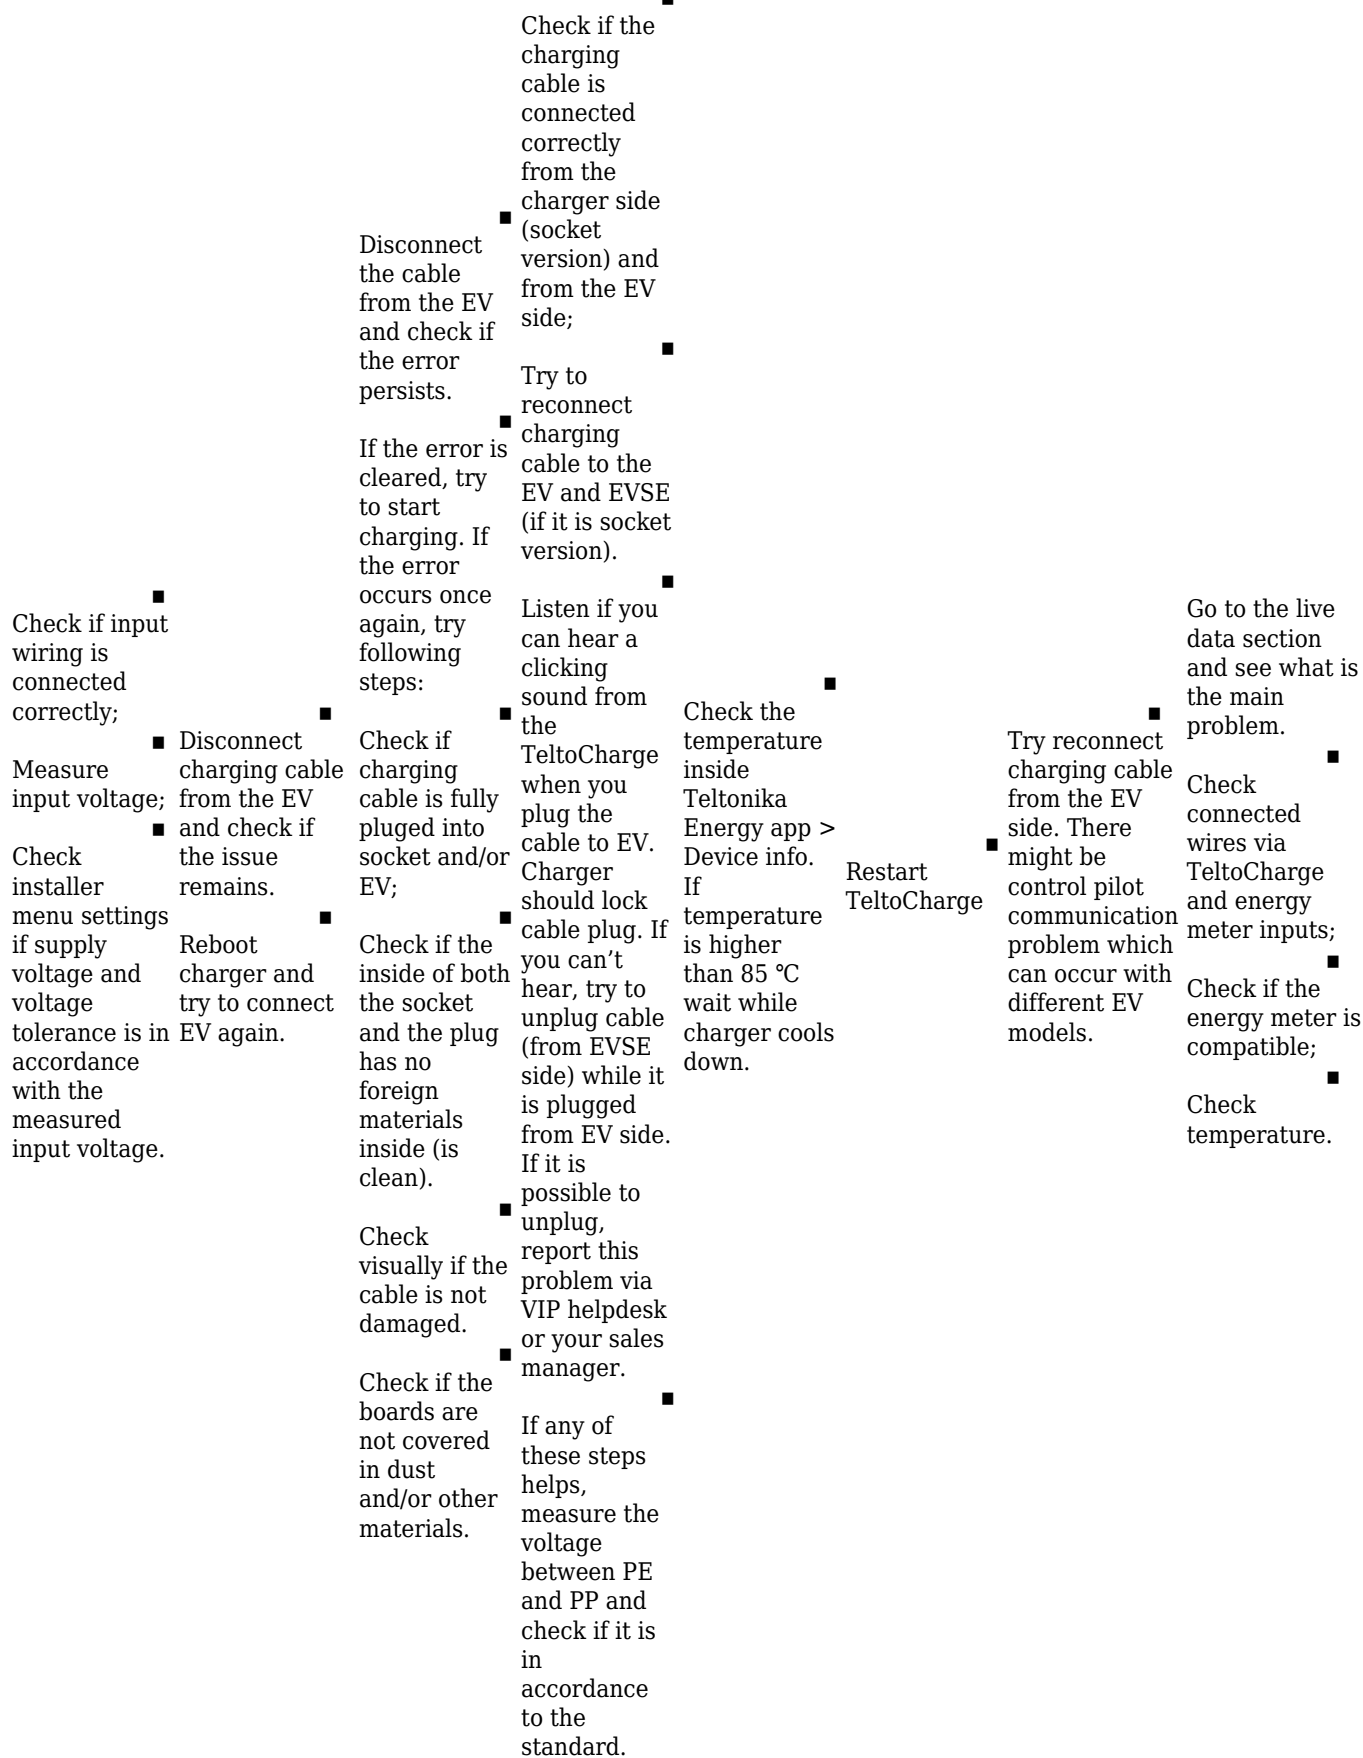 Check if input
wiring is
connected
correctly;
Measure
input voltage;
Check
installer
menu settings
if supply
voltage and
voltage
tolerance is in
accordance
with the
measured
input voltage.
Disconnect
charging cable
from the EV
and check if
the issue
remains.
Reboot
charger and
try to connect
EV again.
Disconnect
the cable
from the EV
and check if
the error
persists.
If the error is
cleared, try
to start
charging. If
the error
occurs once
again, try
following
steps:
Check if
charging
cable is fully
pluged into
socket and/or
EV;
Check if the
inside of both
the socket
and the plug
has no
foreign
materials
inside (is
clean).
Check
visually if the
cable is not
damaged.
Check if the
boards are
not covered
in dust
and/or other
materials.
Check if the
charging
cable is
connected
correctly
from the
charger side
(socket
version) and
from the EV
side;
Try to
reconnect
charging
cable to the
EV and EVSE
(if it is socket
version).
Listen if you
can hear a
clicking
sound from
the
TeltoCharge
when you
plug the
cable to EV.
Charger
should lock
cable plug. If
you can’t
hear, try to
unplug cable
(from EVSE
side) while it
is plugged
from EV side.
If it is
possible to
unplug,
report this
problem via
VIP helpdesk
or your sales
manager.
If any of
these steps
helps,
measure the
voltage
between PE
and PP and
check if it is
in
accordance
to the
standard.
Check the
temperature
inside
Teltonika
Energy app >
Device info.
If
temperature
is higher
than 85 ℃
wait while
charger cools
down.
Restart
TeltoCharge
Try reconnect
charging cable
from the EV
side. There
might be
control pilot
communication
problem which
can occur with
different EV
models.
Go to the live
data section
and see what is
the main
problem.
Check
connected
wires via
TeltoCharge
and energy
meter inputs;
Check if the
energy meter is
compatible;
Check
temperature.